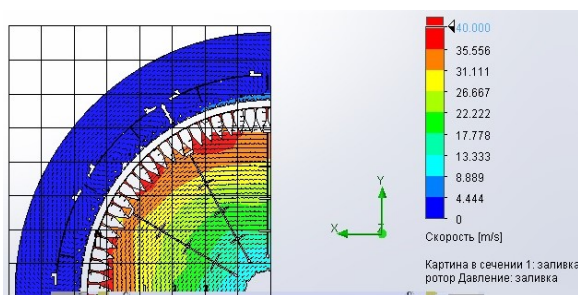 40.000
35.556
31.111
26.667
22.222
17.778
13.333
8.889
4.444
0
Скорость [m/s]
Y
X
Картина в сечении 1: заливка
ротор Давление: заливка